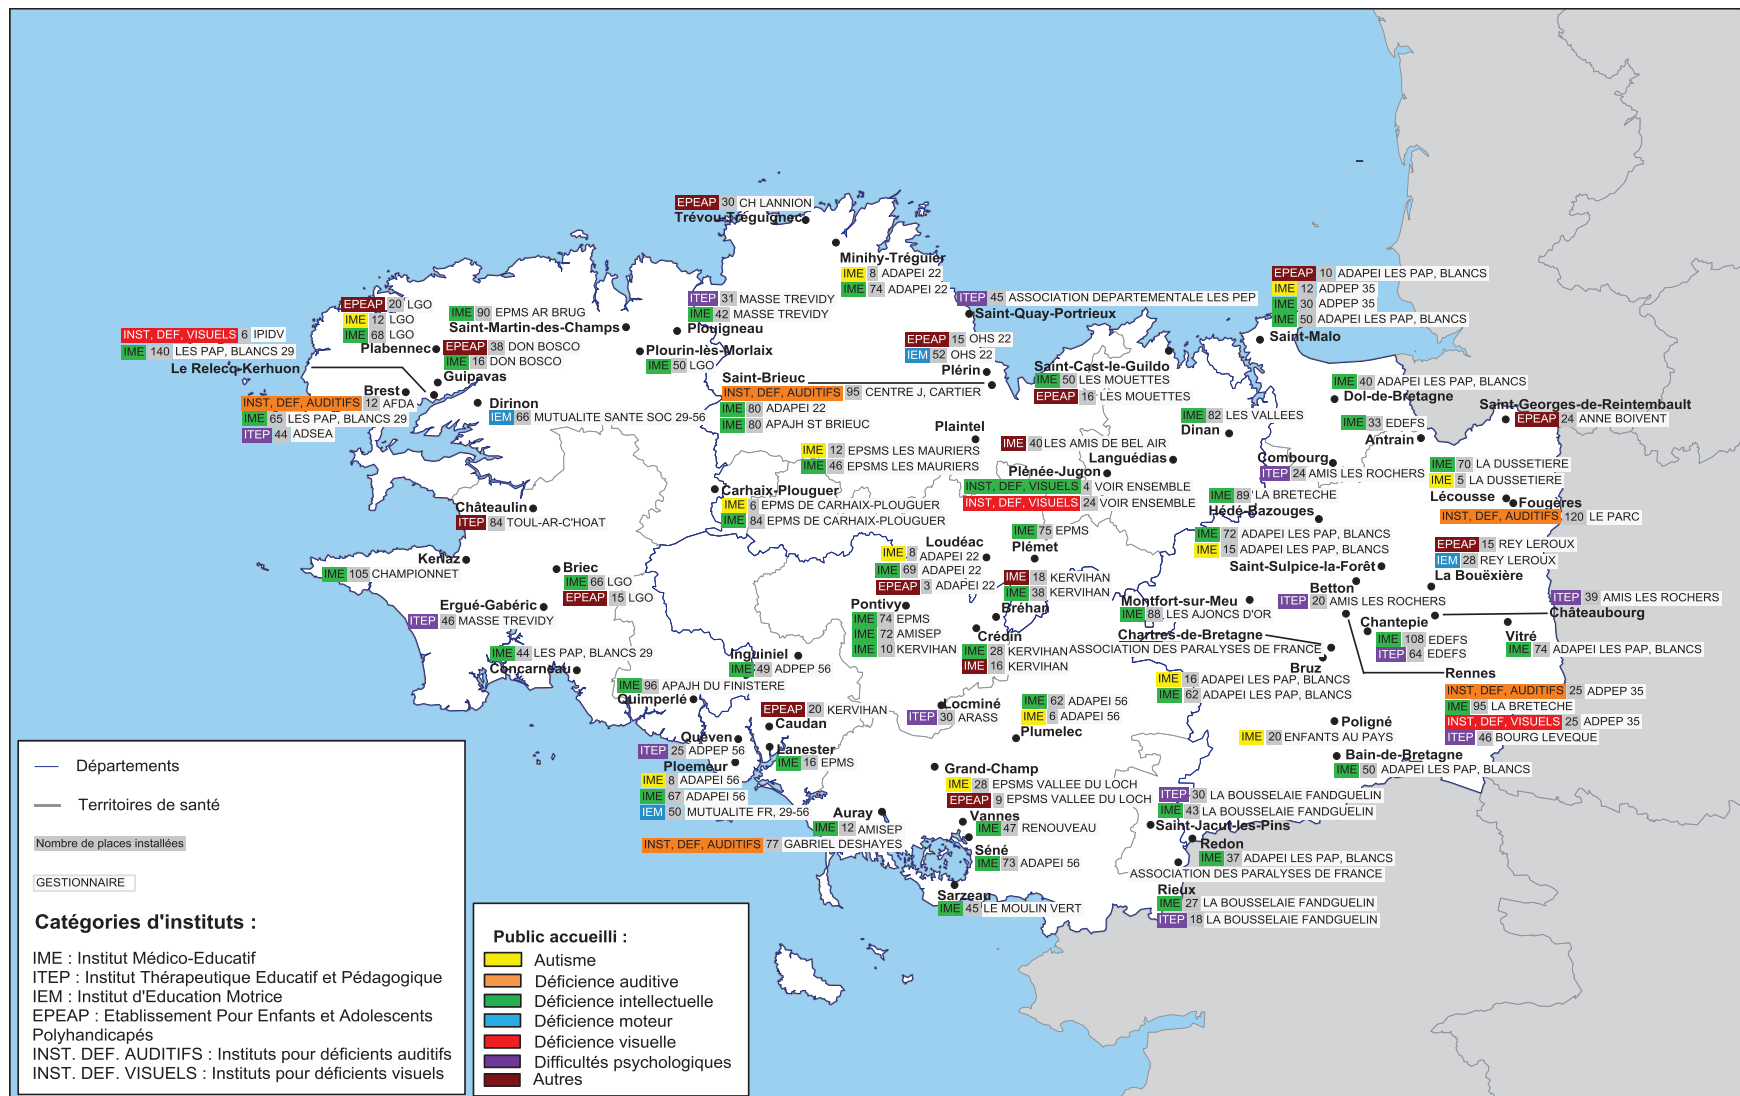 EPEAP 30 CH LANNION
Trévou-Tréguignec
Minihy-Tréguier
IME 8 ADAPEI 22
IME 74 ADAPEI 22
EPEAP 10 ADAPEI LES PAP, BLANCS
IME 12 ADPEP 35
IME 30 ADPEP 35
IME 50 ADAPEI LES PAP, BLANCS
Saint-Malo
ITEP 31 MASSE TREVIDY
IME 42 MASSE TREVIDY
Plouigneau
ITEP 45 ASSOCIATION DEPARTEMENTALE LES PEP
Saint-Quay-Portrieux
EPEAP 20 LGO
IME 12 LGO
IME 68 LGO
Plabennec
IME 90 EPMS AR BRUG
Saint-Martin-des-Champs
INST, DEF, VISUELS 6 IPIDV
IME 140 LES PAP, BLANCS 29
Le Relecq-Kerhuon
EPEAP 38 DON BOSCO
IME 16 DON BOSCO
Guipavas
Plourin-lès-Morlaix
IME 50 LGO
EPEAP 15 OHS 22
IEM 52 OHS 22
Plérin
Saint-Brieuc
INST, DEF, AUDITIFS 95 CENTRE J, CARTIER
IME 80 ADAPEI 22
IME 80 APAJH ST BRIEUC
Saint-Cast-le-Guildo
IME 50 LES MOUETTES
EPEAP 16 LES MOUETTES
IME 40 ADAPEI LES PAP, BLANCS
Dol-de-Bretagne
Saint-Georges-de-Reintembault
EPEAP 24 ANNE BOIVENT
Brest
INST, DEF, AUDITIFS 12 AFDA
IME 65 LES PAP, BLANCS 29
ITEP 44 ADSEA
Dirinon
IEM 66 MUTUALITE SANTE SOC 29-56
IME 82 LES VALLEES
Dinan
IME 33 EDEFS
Antrain
Plaintel
IME 12 EPSMS LES MAURIERS
IME 46 EPSMS LES MAURIERS
IME 40 LES AMIS DE BEL AIR
Languédias
Plénée-Jugon
INST, DEF, VISUELS 4 VOIR ENSEMBLE
INST, DEF, VISUELS 24 VOIR ENSEMBLE
Combourg
ITEP 24 AMIS LES ROCHERS
IME 70 LA DUSSETIERE
IME 5 LA DUSSETIERE
Lécousse
Fougères
INST, DEF, AUDITIFS 120 LE PARC
IME 89 LA BRETECHE
Hédé-Bazouges
Carhaix-Plouguer
IME 6 EPMS DE CARHAIX-PLOUGUER
IME 84 EPMS DE CARHAIX-PLOUGUER
Châteaulin
ITEP 84 TOUL-AR-C'HOAT
IME 75 EPMS
Plémet
IME 72 ADAPEI LES PAP, BLANCS
IME 15 ADAPEI LES PAP, BLANCS
Saint-Sulpice-la-Forêt
EPEAP 15 REY LEROUX
IEM 28 REY LEROUX
La Bouëxière
Loudéac
IME 8 ADAPEI 22
IME 69 ADAPEI 22
EPEAP 3 ADAPEI 22
Kerlaz
IME 105 CHAMPIONNET
Briec
IME 66 LGO
EPEAP 15 LGO
IME 18 KERVIHAN
IME 38 KERVIHAN
Bréhan
Betton
ITEP 20 AMIS LES ROCHERS
ITEP 39 AMIS LES ROCHERS
Châteaubourg
Ergué-Gabéric
ITEP 46 MASSE TREVIDY
Pontivy
IME 74 EPMS
IME 72 AMISEP
IME 10 KERVIHAN
Montfort-sur-Meu
IME 88 LES AJONCS D'OR
Chantepie
IME 108 EDEFS
ITEP 64 EDEFS
Vitré
IME 74 ADAPEI LES PAP, BLANCS
Crédin
IME 28 KERVIHAN
IME 16 KERVIHAN
Chartres-de-Bretagne
ASSOCIATION DES PARALYSES DE FRANCE
Bruz
IME 16 ADAPEI LES PAP, BLANCS
IME 62 ADAPEI LES PAP, BLANCS
Rennes
INST, DEF, AUDITIFS 25 ADPEP 35
IME 95 LA BRETECHE
INST, DEF, VISUELS 25 ADPEP 35
ITEP 46 BOURG LEVEQUE
IME 44 LES PAP, BLANCS 29
Concarneau
Inguiniel
IME 49 ADPEP 56
IME 96 APAJH DU FINISTERE
Quimperlé
EPEAP 20 KERVIHAN
Caudan
Locminé
ITEP 30 ARASS
IME 62 ADAPEI 56
IME 6 ADAPEI 56
Plumelec
Poligné
IME 20 ENFANTS AU PAYS
Bain-de-Bretagne
IME 50 ADAPEI LES PAP, BLANCS
Quéven
ITEP 25 ADPEP 56
Lanester
IME 16 EPMS
Ploemeur
IME 8 ADAPEI 56
IME 67 ADAPEI 56
IEM 50 MUTUALITE FR, 29-56
Grand-Champ
IME 28 EPSMS VALLEE DU LOCH
EPEAP 9 EPSMS VALLEE DU LOCH
ITEP 30 LA BOUSSELAIE FANDGUELIN
IME 43 LA BOUSSELAIE FANDGUELIN
Saint-Jacut-les-Pins
Auray
IME 12 AMISEP
INST, DEF, AUDITIFS 77 GABRIEL DESHAYES
Vannes
IME 47 RENOUVEAU
Séné
IME 73 ADAPEI 56
Redon
IME 37 ADAPEI LES PAP, BLANCS
ASSOCIATION DES PARALYSES DE FRANCE
Rieux
IME 27 LA BOUSSELAIE FANDGUELIN
ITEP 18 LA BOUSSELAIE FANDGUELIN
Sarzeau
IME 45 LE MOULIN VERT
Départements
Territoires de santé
Nombre de places installées
GESTIONNAIRE
Catégories d'instituts :
IME : Institut Médico-Educatif
ITEP : Institut Thérapeutique Educatif et Pédagogique
IEM : Institut d'Education Motrice
EPEAP : Etablissement Pour Enfants et Adolescents
Polyhandicapés
INST. DEF. AUDITIFS : Instituts pour déficients auditifs
INST. DEF. VISUELS : Instituts pour déficients visuels
Public accueilli :
Autisme
Déficience auditive
Déficience intellectuelle
Déficience moteur
Déficience visuelle
Difficultés psychologiques
Autres